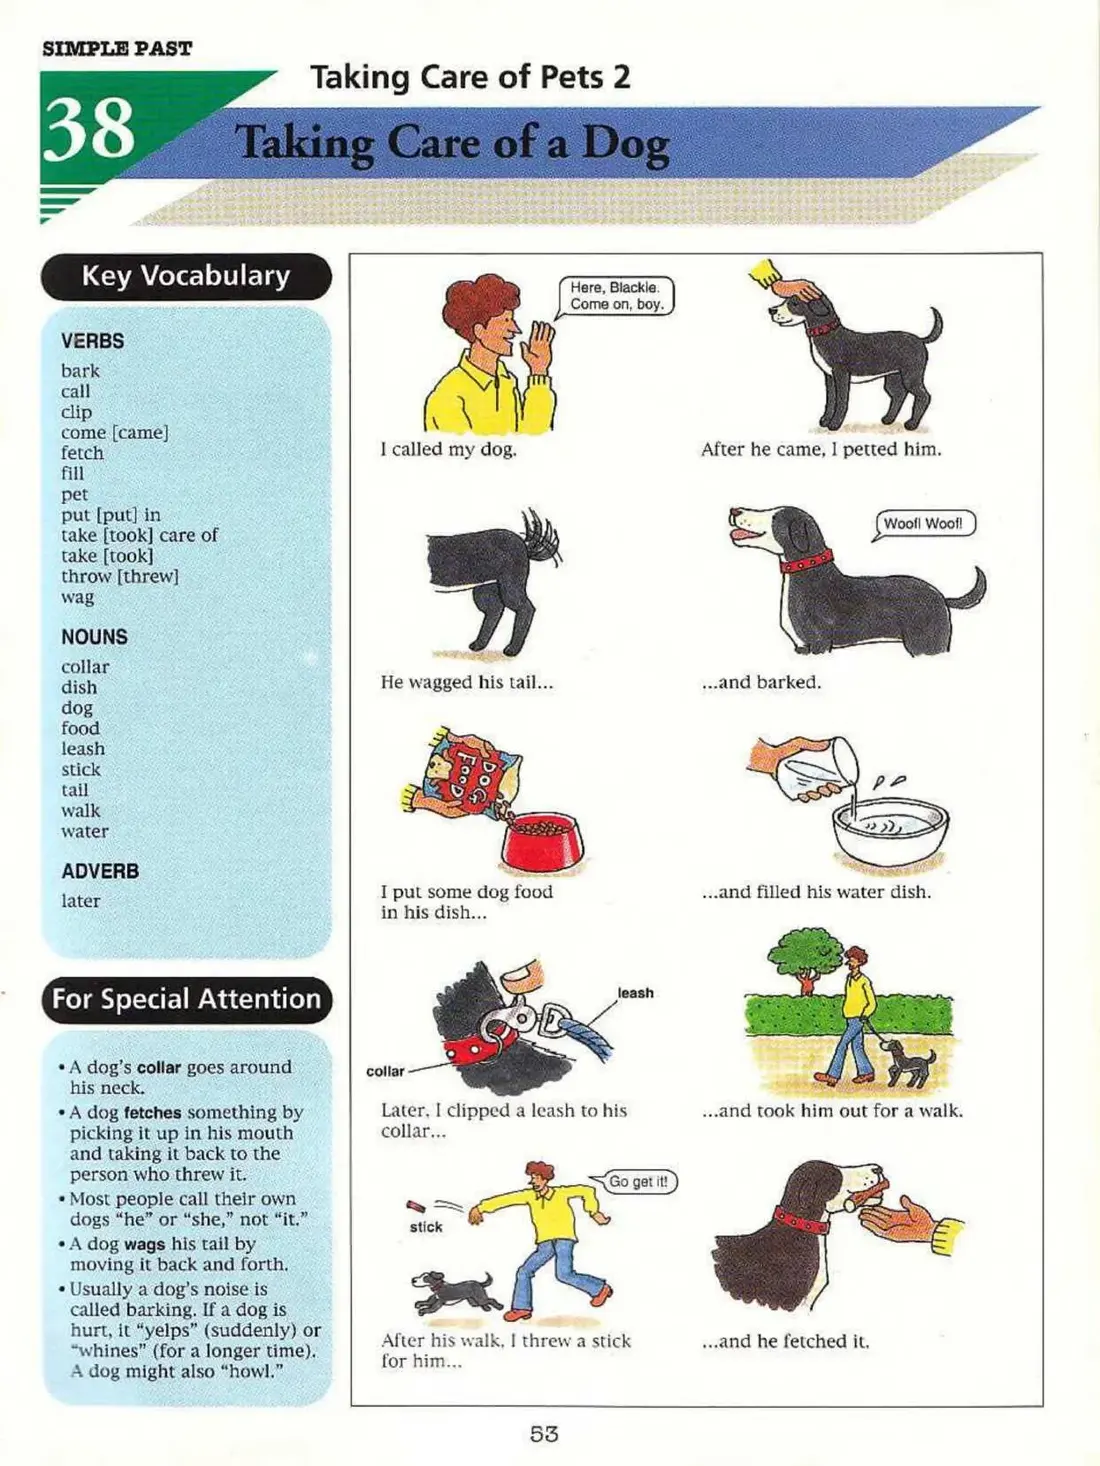 SIMPLE PAST
Taking Care of Pets 2
38
Taking Care of a Dog
Key Vocabulary
VERBS
bark
call
clip
come [came]
fetch
fill
pet
put [put] in
take [took] care of
take [took]
throw [threw]
wag
NOUNS
collar
dish
dog
food
leash
stick
tail
walk
water
ADVERB
later
For Special Attention
• A dog's collar goes around
his neck.
• A dog fetches something by
picking it up in his mouth
and taking it back to the
person who threw it.
• Most people call their own
dogs "he" or "she," not "it."
• A dog wags his tail by
moving it back and forth.
• Usually a dog's noise is
called barking. If a dog is
hurt, it "yelps" (suddenly) or
"whines" (for a longer time).
A dog might also "howl."
Here, Blackie.
Come on, boy.
I called my dog.
After he came, I petted him.
He wagged his tail...
Woof! Woof!
...and barked.
DOG
FOOD
I put some dog food
in his dish...
...and filled his water dish.
leash
collar
Later, I clipped a leash to his
collar...
...and took him out for a walk.
Go get it!
stick
After his walk, I threw a stick
for him...
...and he fetched it.
53